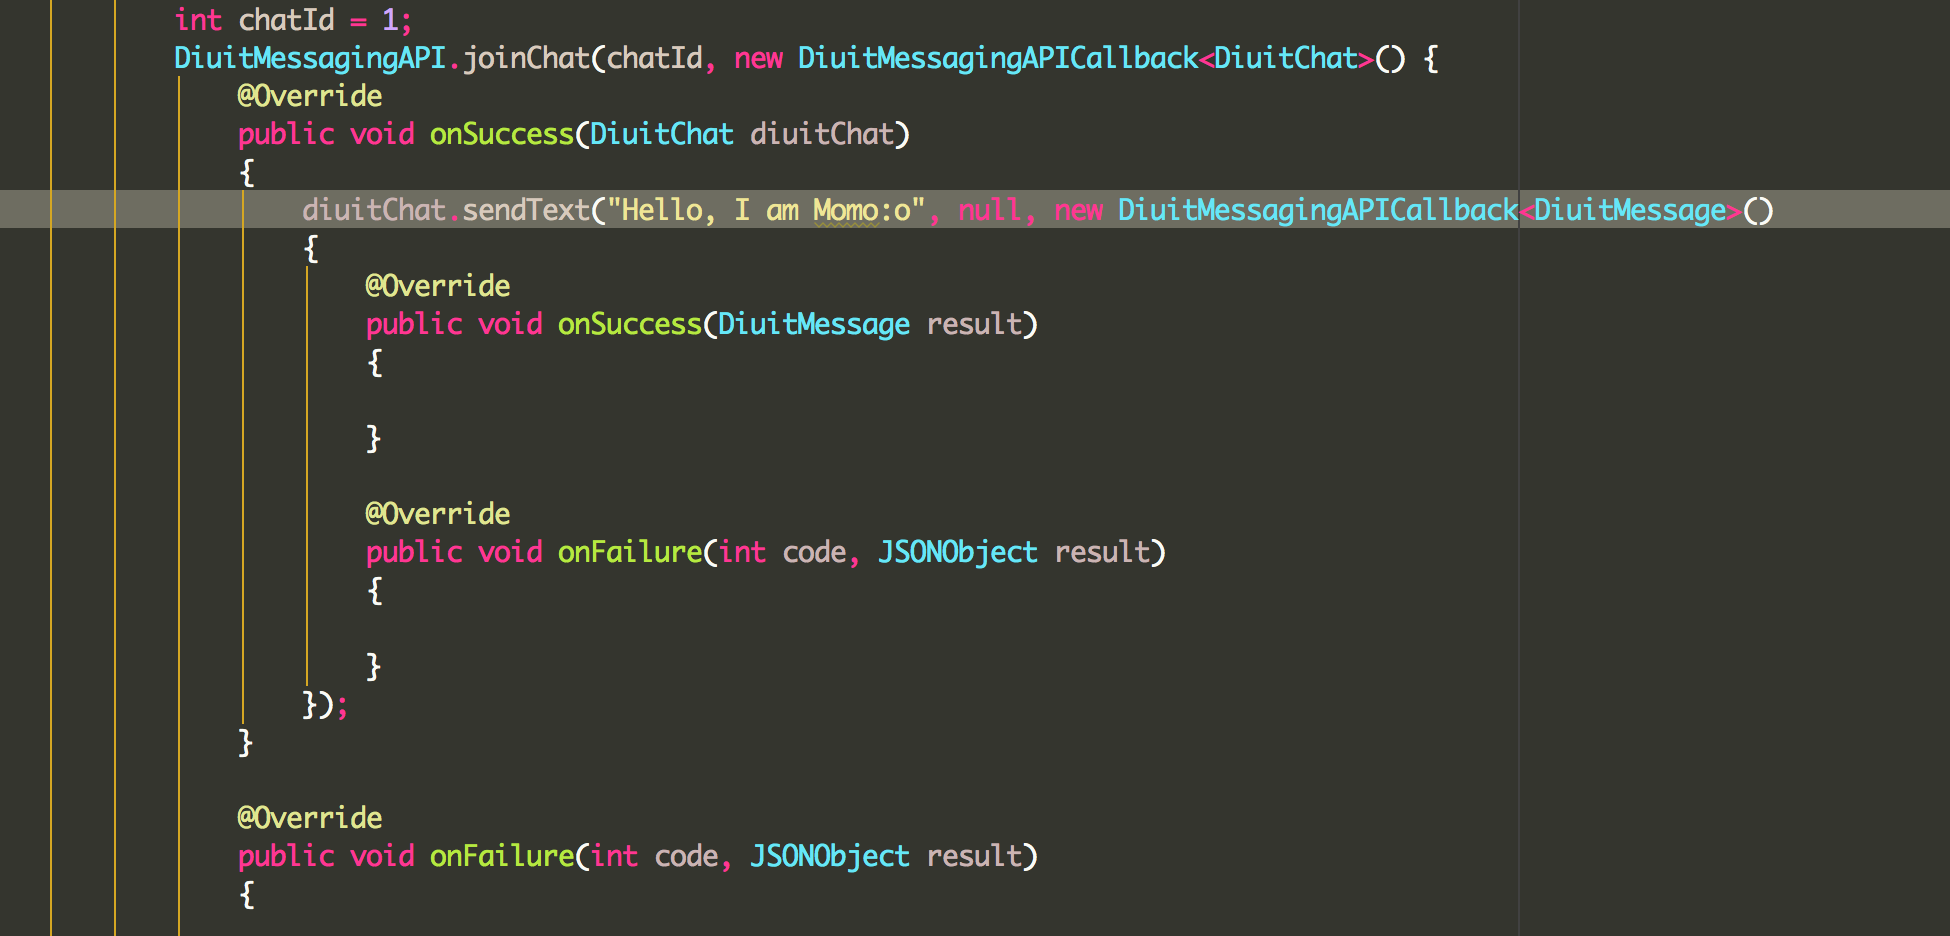 int chatId = 1;
DiuitMessagingAPI.joinChat(chatId, new DiuitMessagingAPICallback<DiuitChat>() {
@Override
public void onSuccess(DiuitChat diuitChat)
{
diuitChat.sendText("Hello, I am Momo:o", null, new DiuitMessagingAPICallback<DiuitMessage>()
{
@Override
public void onSuccess(DiuitMessage result)
{
}
@Override
public void onFailure(int code, JSONObject result)
{
}
});
}
@Override
public void onFailure(int code, JSONObject result)
{